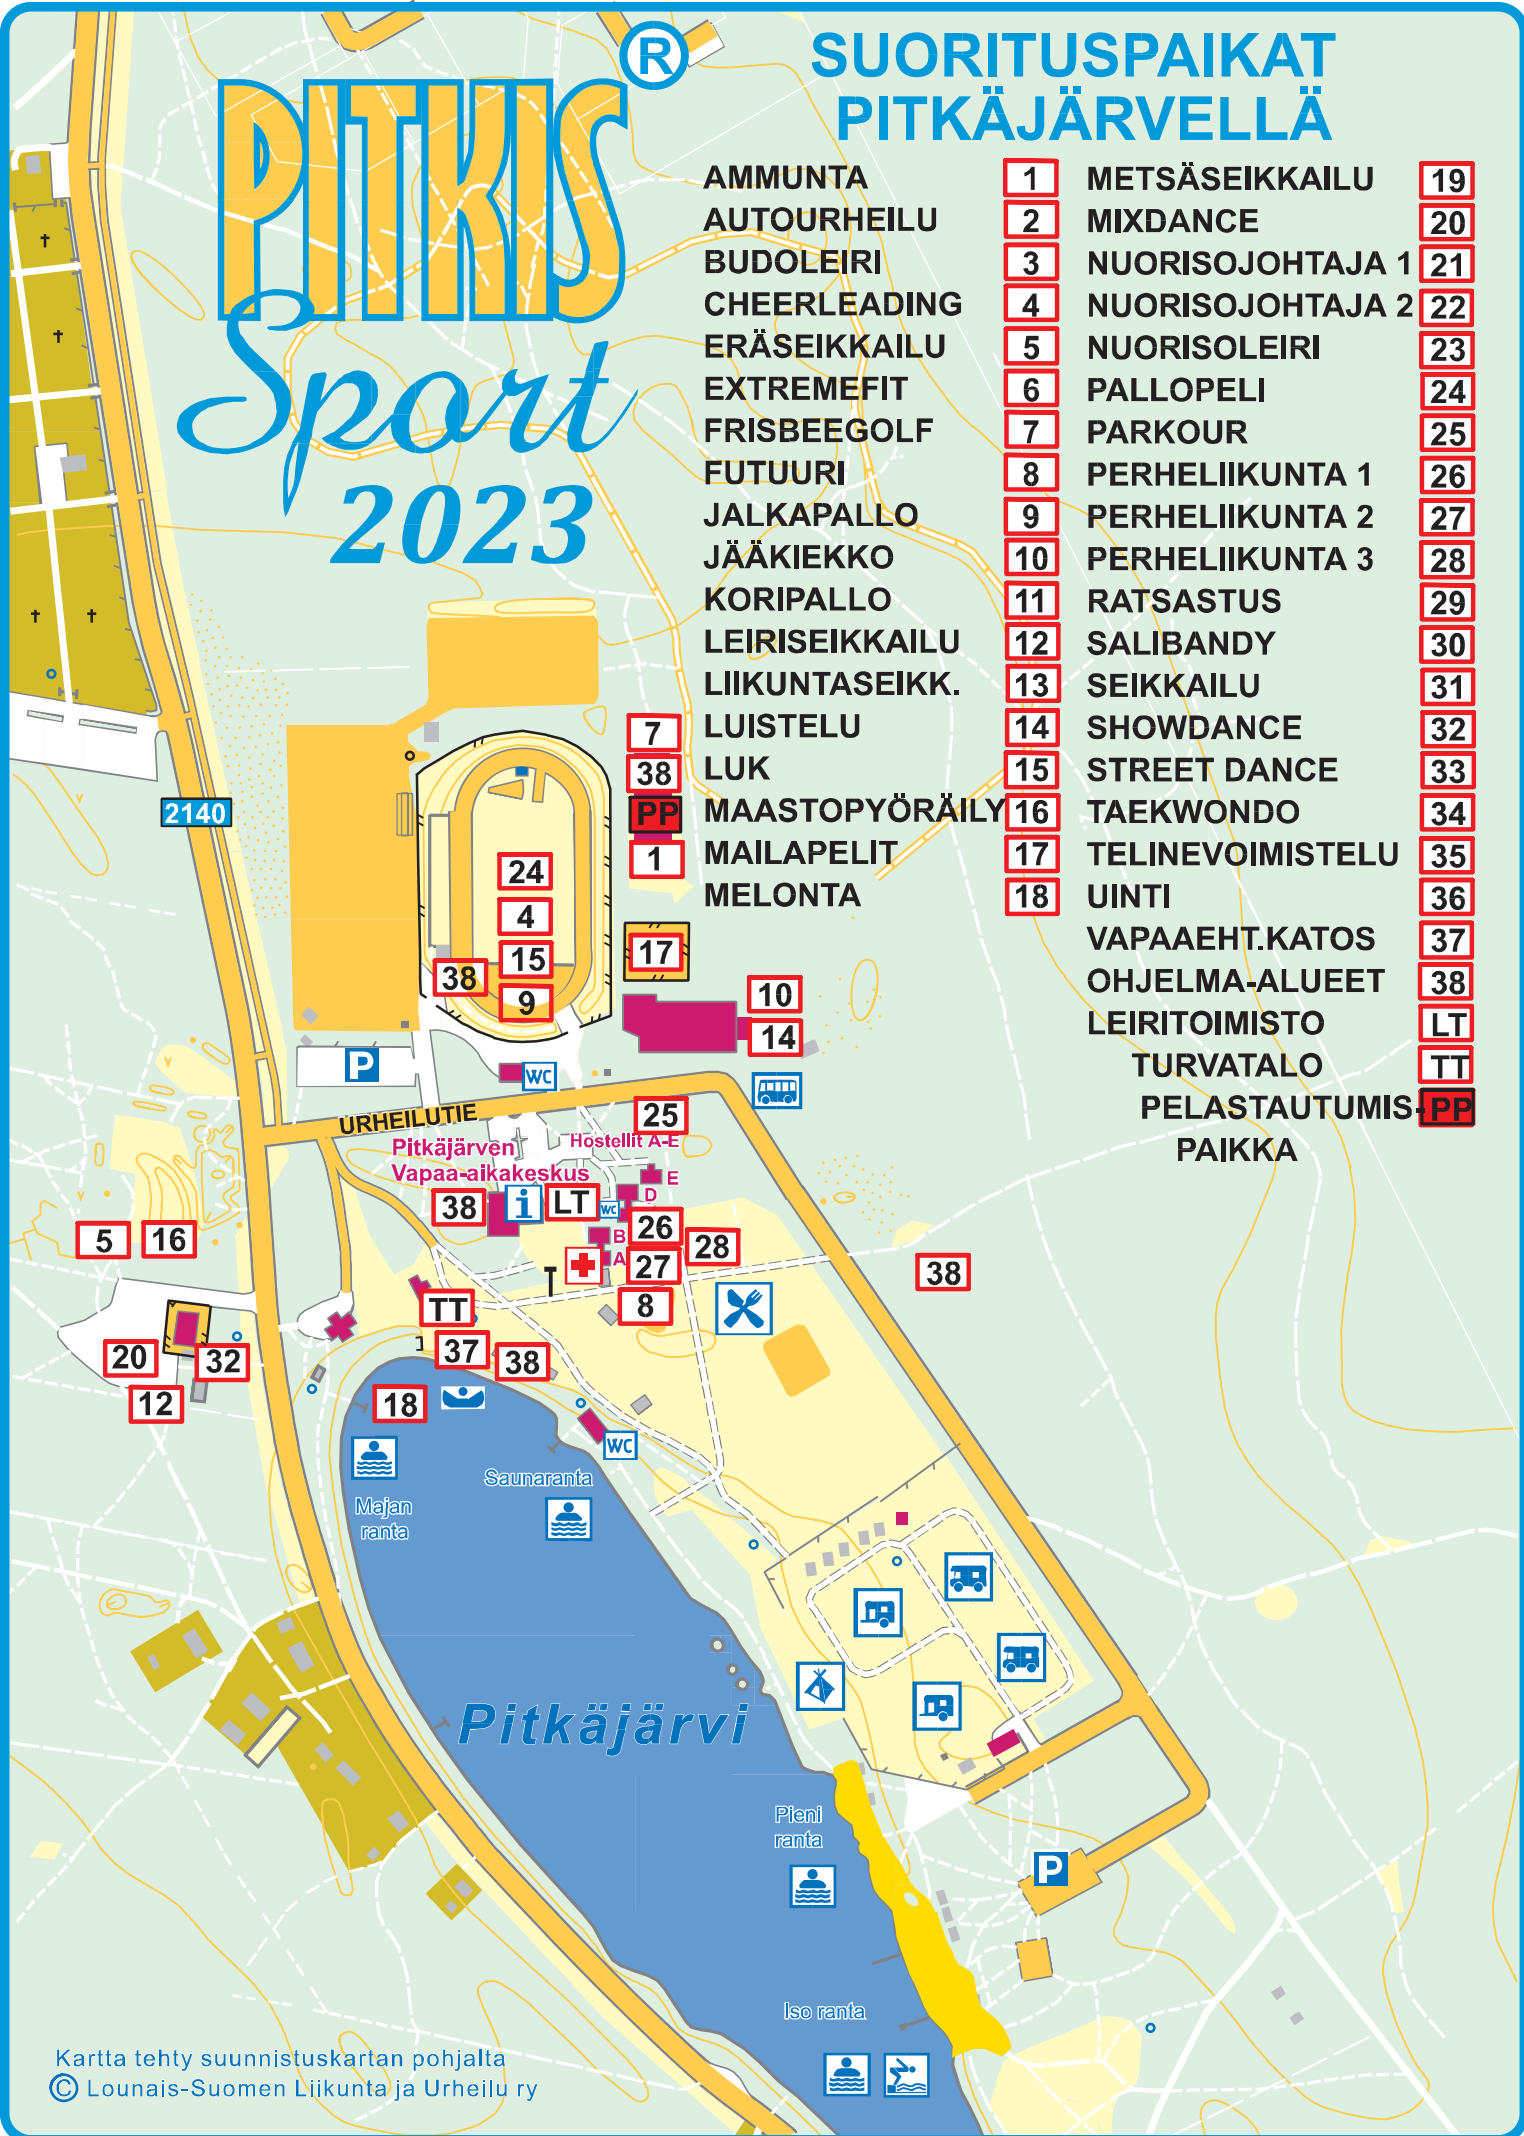 PITKIS ®
Sport
2023
SUORITUSPAIKAT
PITKÄJÄRVELLÄ
AMMUNTA 1
AUTOURHEILU 2
BUDOLEIRI 3
CHEERLEADING 4
ERÄSEIKKAILU 5
EXTREMEFIT 6
FRISBEEGOLF 7
FUTUURI 8
JALKAPALLO 9
JÄÄKIEKKO 10
KORIPALLO 11
LEIRISEIKKAILU 12
LIIKUNTASEIKK. 13
LUISTELU 14
LUK 15
MAASTOPYÖRÄILY 16
MAILAPELIT 17
MELONTA 18
METSÄSEIKKAILU 19
MIXDANCE 20
NUORISOJOHTAJA 1 21
NUORISOJOHTAJA 2 22
NUORISOLEIRI 23
PALLOPELI 24
PARKOUR 25
PERHELIIKUNTA 1 26
PERHELIIKUNTA 2 27
PERHELIIKUNTA 3 28
RATSASTUS 29
SALIBANDY 30
SEIKKAILU 31
SHOWDANCE 32
STREET DANCE 33
TAEKWONDO 34
TELINEVOIMISTELU 35
UINTI 36
VAPAAEHT.KATOS 37
OHJELMA-ALUEET 38
LEIRITOIMISTO LT
TURVATALO TT
PELASTAUTUMIS- PP
PAIKKA
7
38
PP
1
2140
24
4
15
38
9
17
10
14
P
WC
URHEILUTIE
25
Pitkäjärven
Vapaa-aikakeskus
Hostellit A-E
E
D
38
i
LT
WC
26
B
A
27
28
8
5
16
38
TT
37
38
20
32
12
18
WC
Saunaranta
Majan
ranta
Pitkäjärvi
Pieni
ranta
P
Iso ranta
Kartta tehty suunnistuskartan pohjalta
© Lounais-Suomen Liikunta ja Urheilu ry